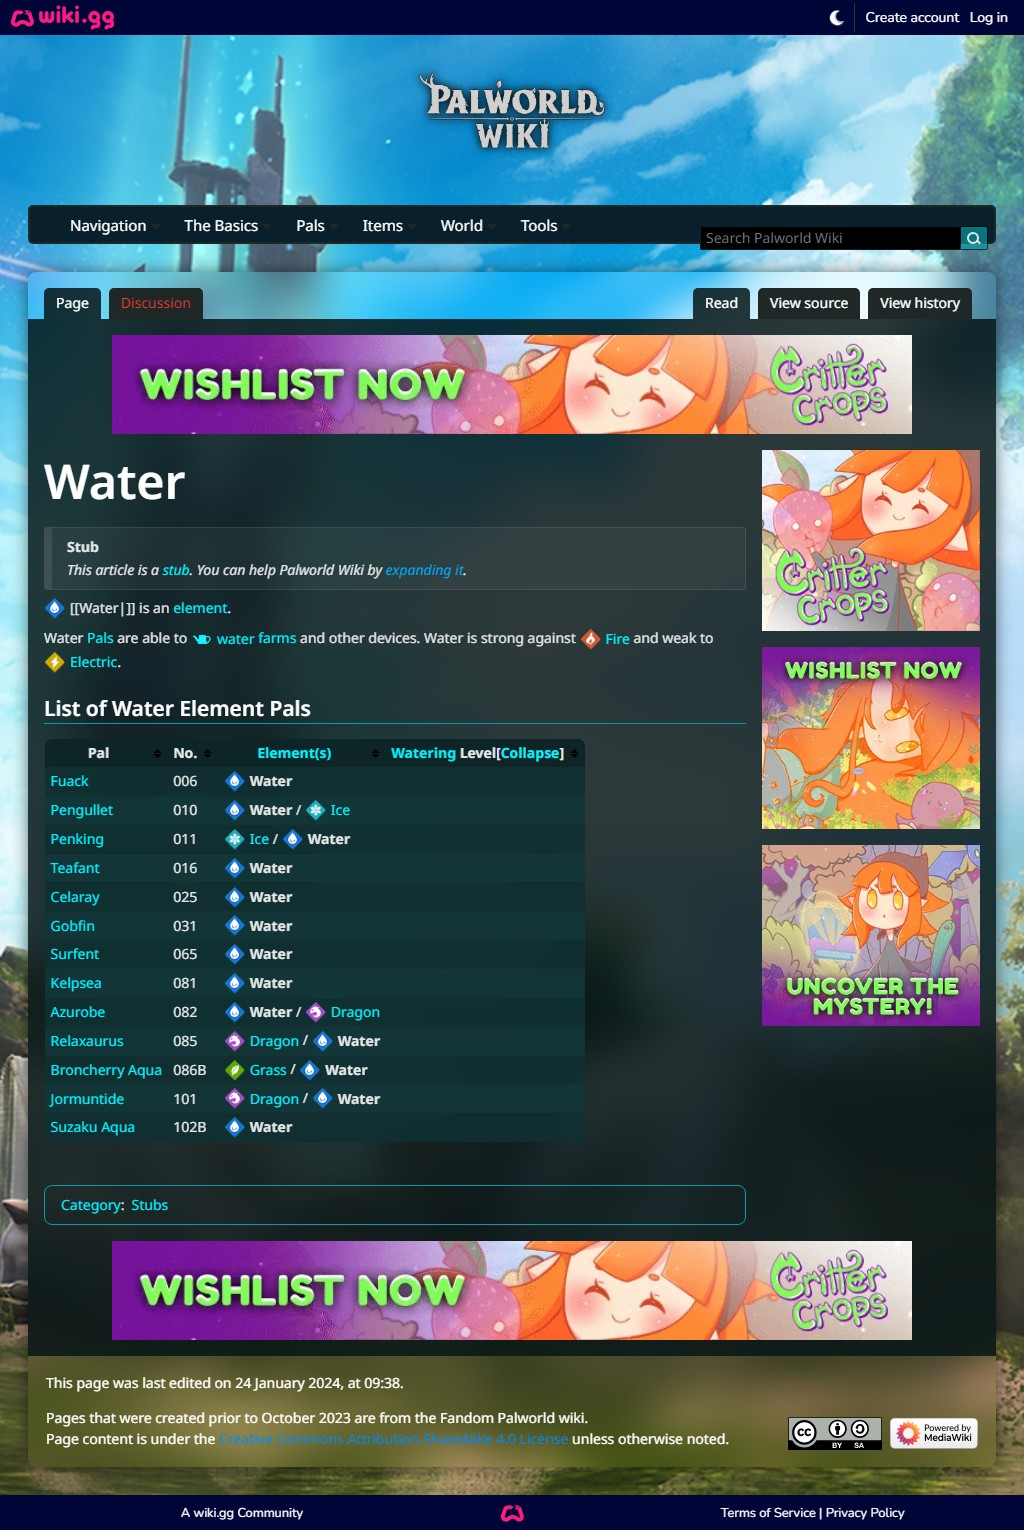 wiki.gg
Create account Log in
PALWORLD
WIKI
Navigation The Basics Pals Items World Tools
Search Palworld Wiki
Page Discussion Read View source View history
WISHLIST NOW Critter Crops
Water
Stub
This article is a stub. You can help Palworld Wiki by expanding it.
[[Water|]] is an element.
Water Pals are able to water farms and other devices. Water is strong against Fire and weak to
Electric.
List of Water Element Pals
Pal No. Element(s) Watering Level[Collapse]
Fuack 006 Water
Pengullet 010 Water / Ice
Penking 011 Ice / Water
Teafant 016 Water
Celaray 025 Water
Gobfin 031 Water
Surfent 065 Water
Kelpsea 081 Water
Azurobe 082 Water / Dragon
Relaxaurus 085 Dragon / Water
Broncherry Aqua 086B Grass / Water
Jormuntide 101 Dragon / Water
Suzaku Aqua 102B Water
Critter
Crops
WISHLIST NOW
UNCOVER THE
MYSTERY!
Category: Stubs
WISHLIST NOW Critter Crops
This page was last edited on 24 January 2024, at 09:38.
Pages that were created prior to October 2023 are from the Fandom Palworld wiki.
Page content is under the Creative Commons Attribution-ShareAlike 4.0 License unless otherwise noted.
cc BY SA
Powered by
MediaWiki
A wiki.gg Community
Terms of Service | Privacy Policy